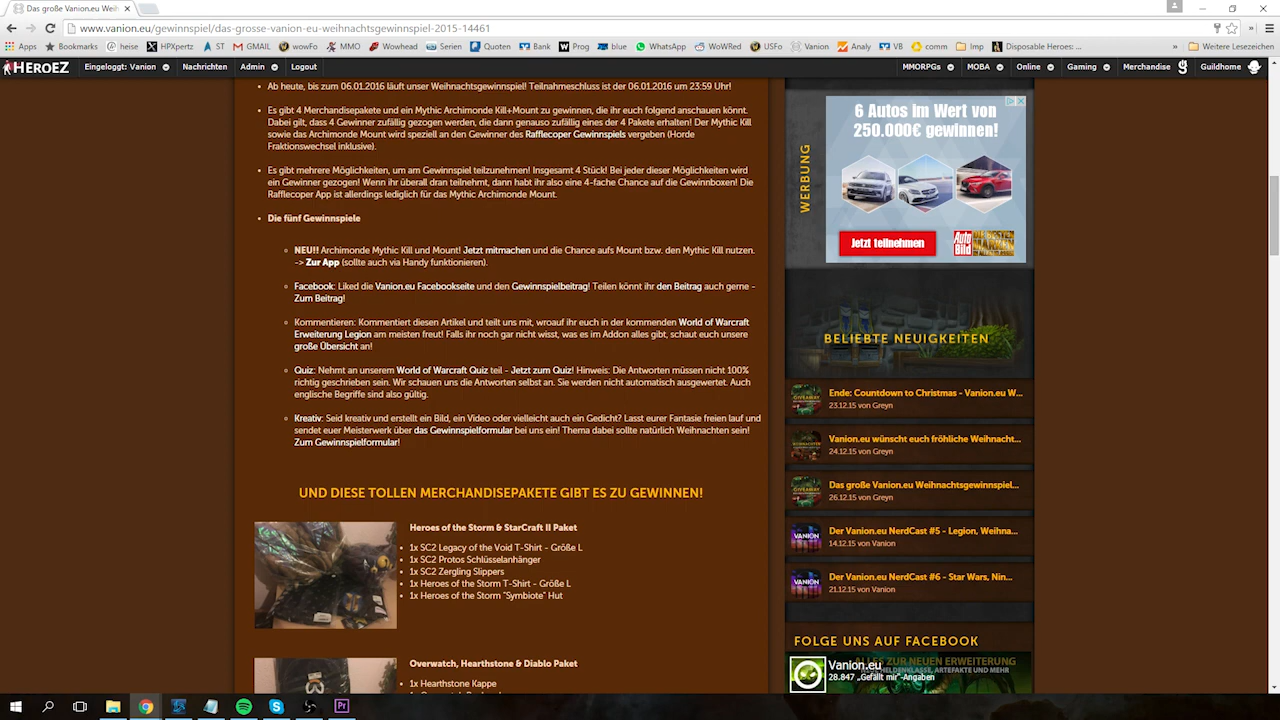 Das große Vanion.eu Weih
www.vanion.eu/gewinnspiel/das-grosse-vanion-eu-weihnachtsgewinnspiel-2015-14461
Apps Bookmarks heise HPXpertz ST GMAIL wowFo MMO Wowhead Serien Quoten Bank Wprog blue WhatsApp WoWRed USFo Vanion Analy VB comm Imp Disposable Heroes: ... » Weitere Lesezeichen
HEROEZ Eingeloggt: Vanion Nachrichten Admin Logout MMORPGs MOBA Online Gaming Merchandise Guildhome
Ab heute, bis zum 06.01.2016 läuft unser Weihnachtsgewinnspiel! Teilnahmeschluss ist der 06.01.2016 um 23:59 Uhr!
Es gibt 4 Merchandisepakete und ein Mythic Archimonde Kill+Mount zu gewinnen, die ihr euch folgend anschauen könnt.
Dabei gilt, dass 4 Gewinner zufällig gezogen werden, die dann genauso zufällig eines der 4 Pakete erhalten! Der Mythic Kill
sowie das Archimonde Mount wird speziell an den Gewinner des Rafflecoper Gewinnspiels vergeben (Horde
Fraktionswechsel inklusive).
Es gibt mehrere Möglichkeiten, um am Gewinnspiel teilzunehmen! Insgesamt 4 Stück! Bei jeder dieser Möglichkeiten wird
ein Gewinner gezogen! Wenn ihr überall dran teilnehmt, dann habt ihr also eine 4-fache Chance auf die Gewinnboxen! Die
Rafflecoper App ist allerdings lediglich für das Mythic Archimonde Mount.
Die fünf Gewinnspiele
NEU!! Archimonde Mythic Kill und Mount! Jetzt mitmachen und die Chance aufs Mount bzw. den Mythic Kill nutzen.
-> Zur App (sollte auch via Handy funktionieren).
Facebook: Liked die Vanion.eu Facebookseite und den Gewinnspielbeitrag! Teilen könnt ihr den Beitrag auch gerne -
Zum Beitrag!
Kommentieren: Kommentiert diesen Artikel und teilt uns mit, wroauf ihr euch in der kommenden World of Warcraft
Erweiterung Legion am meisten freut! Falls ihr noch gar nicht wisst, was es im Addon alles gibt, schaut euch unsere
große Übersicht an!
Quiz: Nehmt an unserem World of Warcraft Quiz teil - Jetzt zum Quiz! Hinweis: Die Antworten müssen nicht 100%
richtig geschrieben sein. Wir schauen uns die Antworten selbst an. Sie werden nicht automatisch ausgewertet. Auch
englische Begriffe sind also gültig.
Kreativ: Seid kreativ und erstellt ein Bild, ein Video oder vielleicht auch ein Gedicht? Lasst eurer Fantasie freien lauf und
sendet euer Meisterwerk über das Gewinnspielformular bei uns ein! Thema dabei sollte natürlich Weihnachten sein!
Zum Gewinnspielformular!
UND DIESE TOLLEN MERCHANDISEPAKETE GIBT ES ZU GEWINNEN!
Heroes of the Storm & StarCraft II Paket
1x SC2 Legacy of the Void T-Shirt - Größe L
1x SC2 Protos Schlüsselanhänger
1x SC2 Zergling Slippers
1x Heroes of the Storm T-Shirt - Größe L
1x Heroes of the Storm "Symbiote" Hut
Overwatch, Hearthstone & Diablo Paket
1x Hearthstone Kappe
WERBUNG
6 Autos im Wert von
250.000€ gewinnen!
Jetzt teilnehmen
Auto
Bild
BELIEBTE NEUIGKEITEN
Ende: Countdown to Christmas - Vanion.eu W...
23.12.15 von Greyn
Vanion.eu wünscht euch fröhliche Weihnacht...
24.12.15 von Greyn
Das große Vanion.eu Weihnachtsgewinnspiel...
26.12.15 von Greyn
Der Vanion.eu NerdCast #5 - Legion, Weihna...
14.12.15 von Vanion
Der Vanion.eu NerdCast #6 - Star Wars, Nin...
21.12.15 von Vanion
FOLGE UNS AUF FACEBOOK
ALLES ZUR NEUEN ERWEITERUNG
Vanion.eu
HELDENKLASSE, ARTEFAKTE UND MEHR
28.847 „Gefällt mir"-Angaben